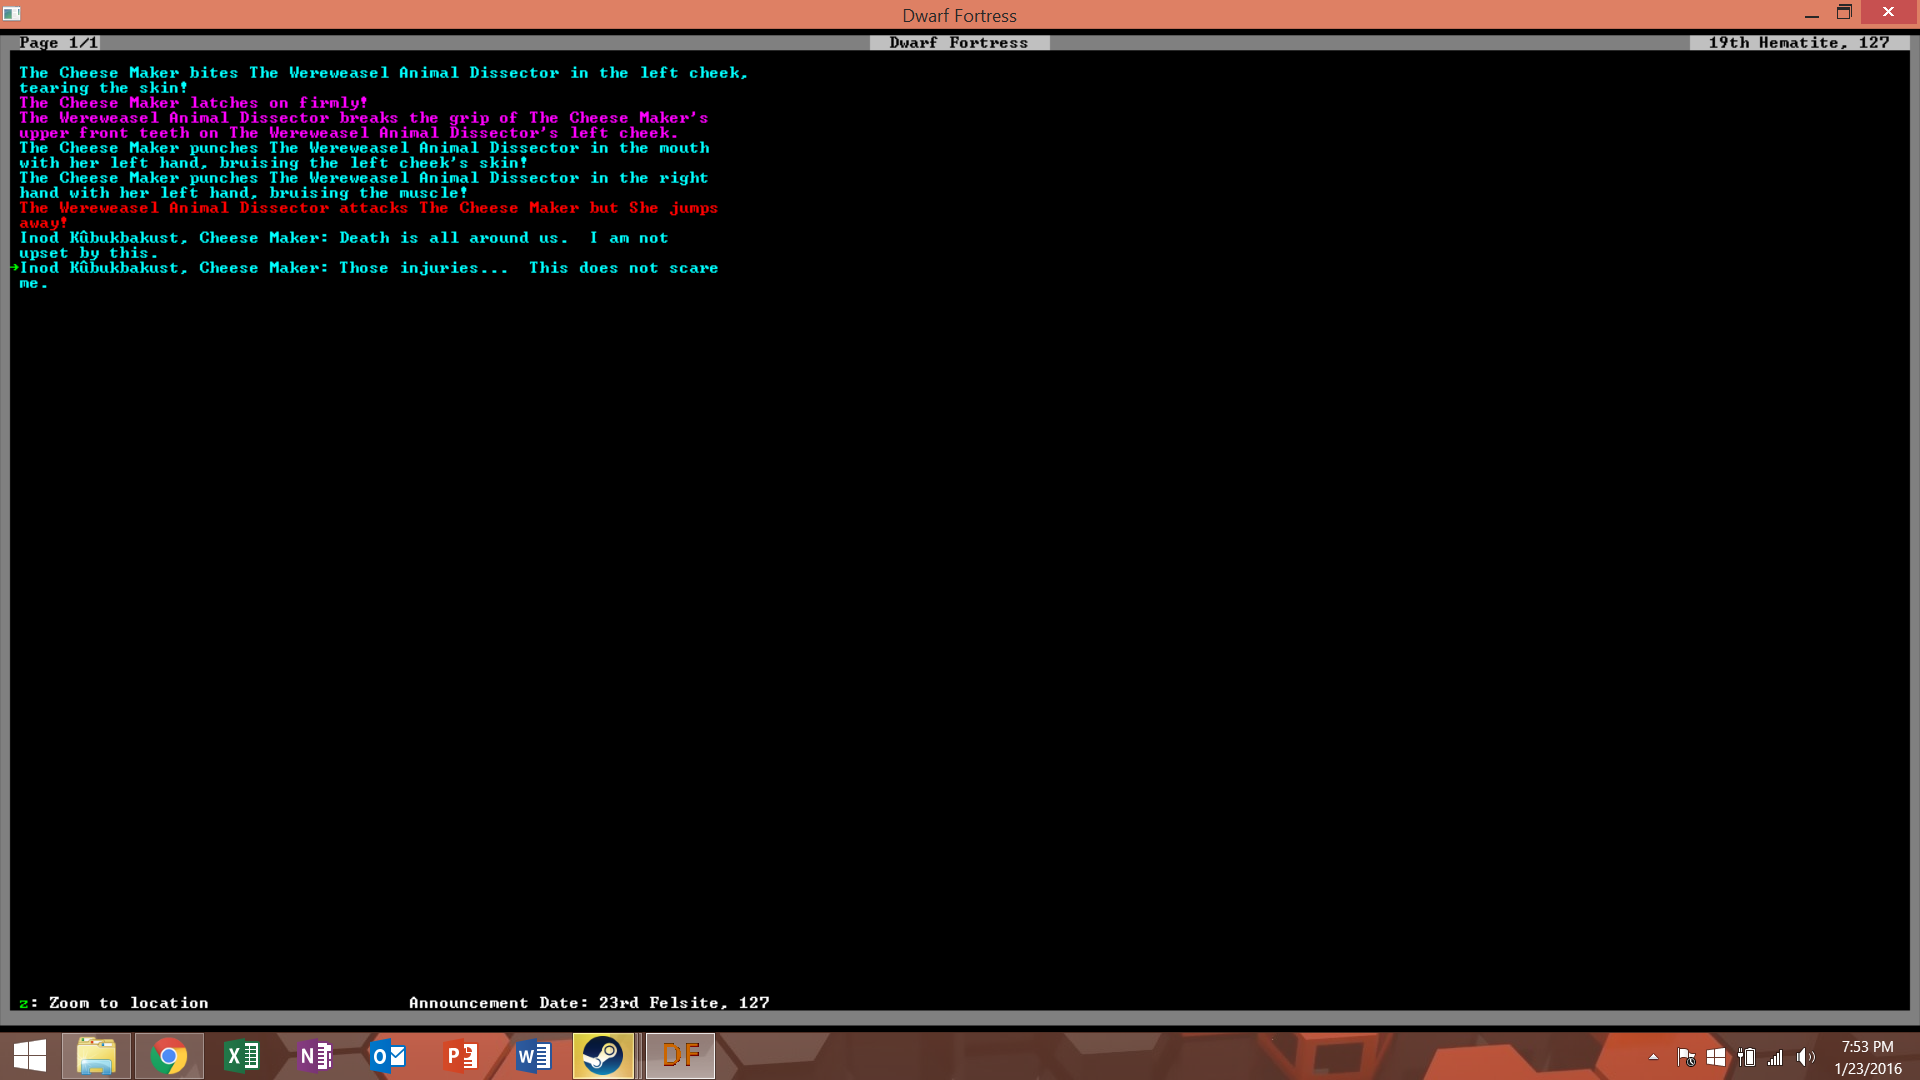 Dwarf Fortress
Page 1/1
Dwarf Fortress
19th Hematite, 127
The Cheese Maker bites The Wereweasel Animal Dissector in the left cheek,
tearing the skin!
The Cheese Maker latches on firmly!
The Wereweasel Animal Dissector breaks the grip of The Cheese Maker's
upper front teeth on The Wereweasel Animal Dissector's left cheek.
The Cheese Maker punches The Wereweasel Animal Dissector in the mouth
with her left hand, bruising the left cheek's skin!
The Cheese Maker punches The Wereweasel Animal Dissector in the right
hand with her left hand, bruising the muscle!
The Wereweasel Animal Dissector attacks The Cheese Maker but She jumps
away!
Inod Kûbukbakust, Cheese Maker: Death is all around us.  I am not
upset by this.
Inod Kûbukbakust, Cheese Maker: Those injuries...  This does not scare
me.
z: Zoom to location
Announcement Date: 23rd Felsite, 127
DF
7:53 PM
1/23/2016